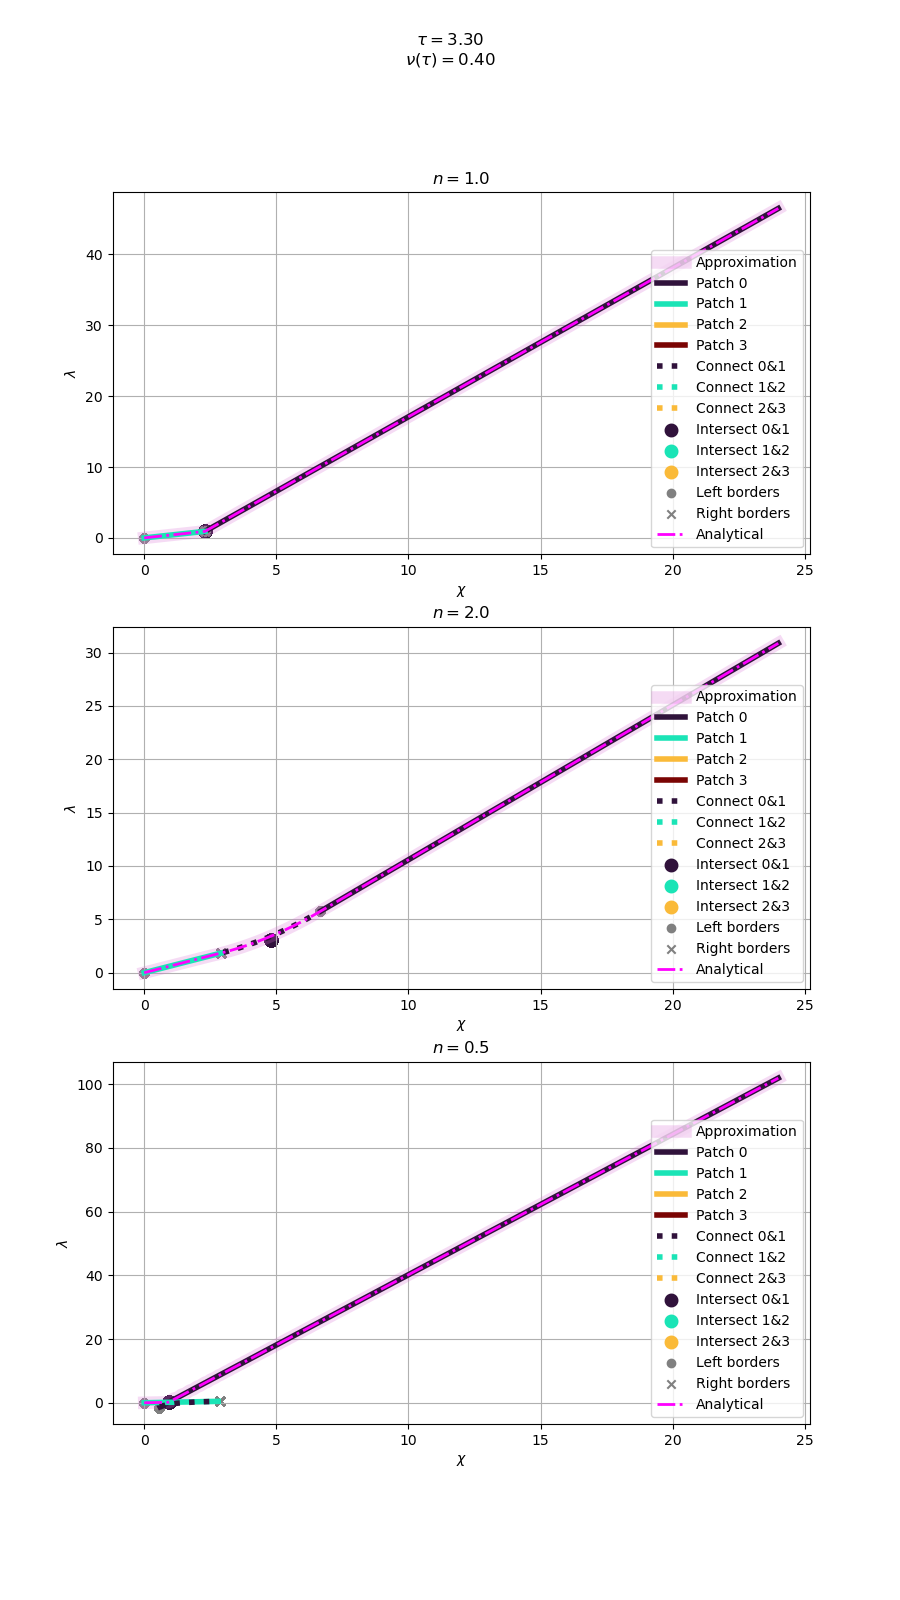 τ = 3.30
ν(τ) = 0.40
n = 1.0
40
30
20
10
0
λ
0 5 10 15 20 25
χ
Approximation
Patch 0
Patch 1
Patch 2
Patch 3
Connect 0&1
Connect 1&2
Connect 2&3
Intersect 0&1
Intersect 1&2
Intersect 2&3
Left borders
Right borders
Analytical
n = 2.0
30
25
20
15
10
5
0
λ
0 5 10 15 20 25
χ
Approximation
Patch 0
Patch 1
Patch 2
Patch 3
Connect 0&1
Connect 1&2
Connect 2&3
Intersect 0&1
Intersect 1&2
Intersect 2&3
Left borders
Right borders
Analytical
n = 0.5
100
80
60
40
20
0
λ
0 5 10 15 20 25
χ
Approximation
Patch 0
Patch 1
Patch 2
Patch 3
Connect 0&1
Connect 1&2
Connect 2&3
Intersect 0&1
Intersect 1&2
Intersect 2&3
Left borders
Right borders
Analytical